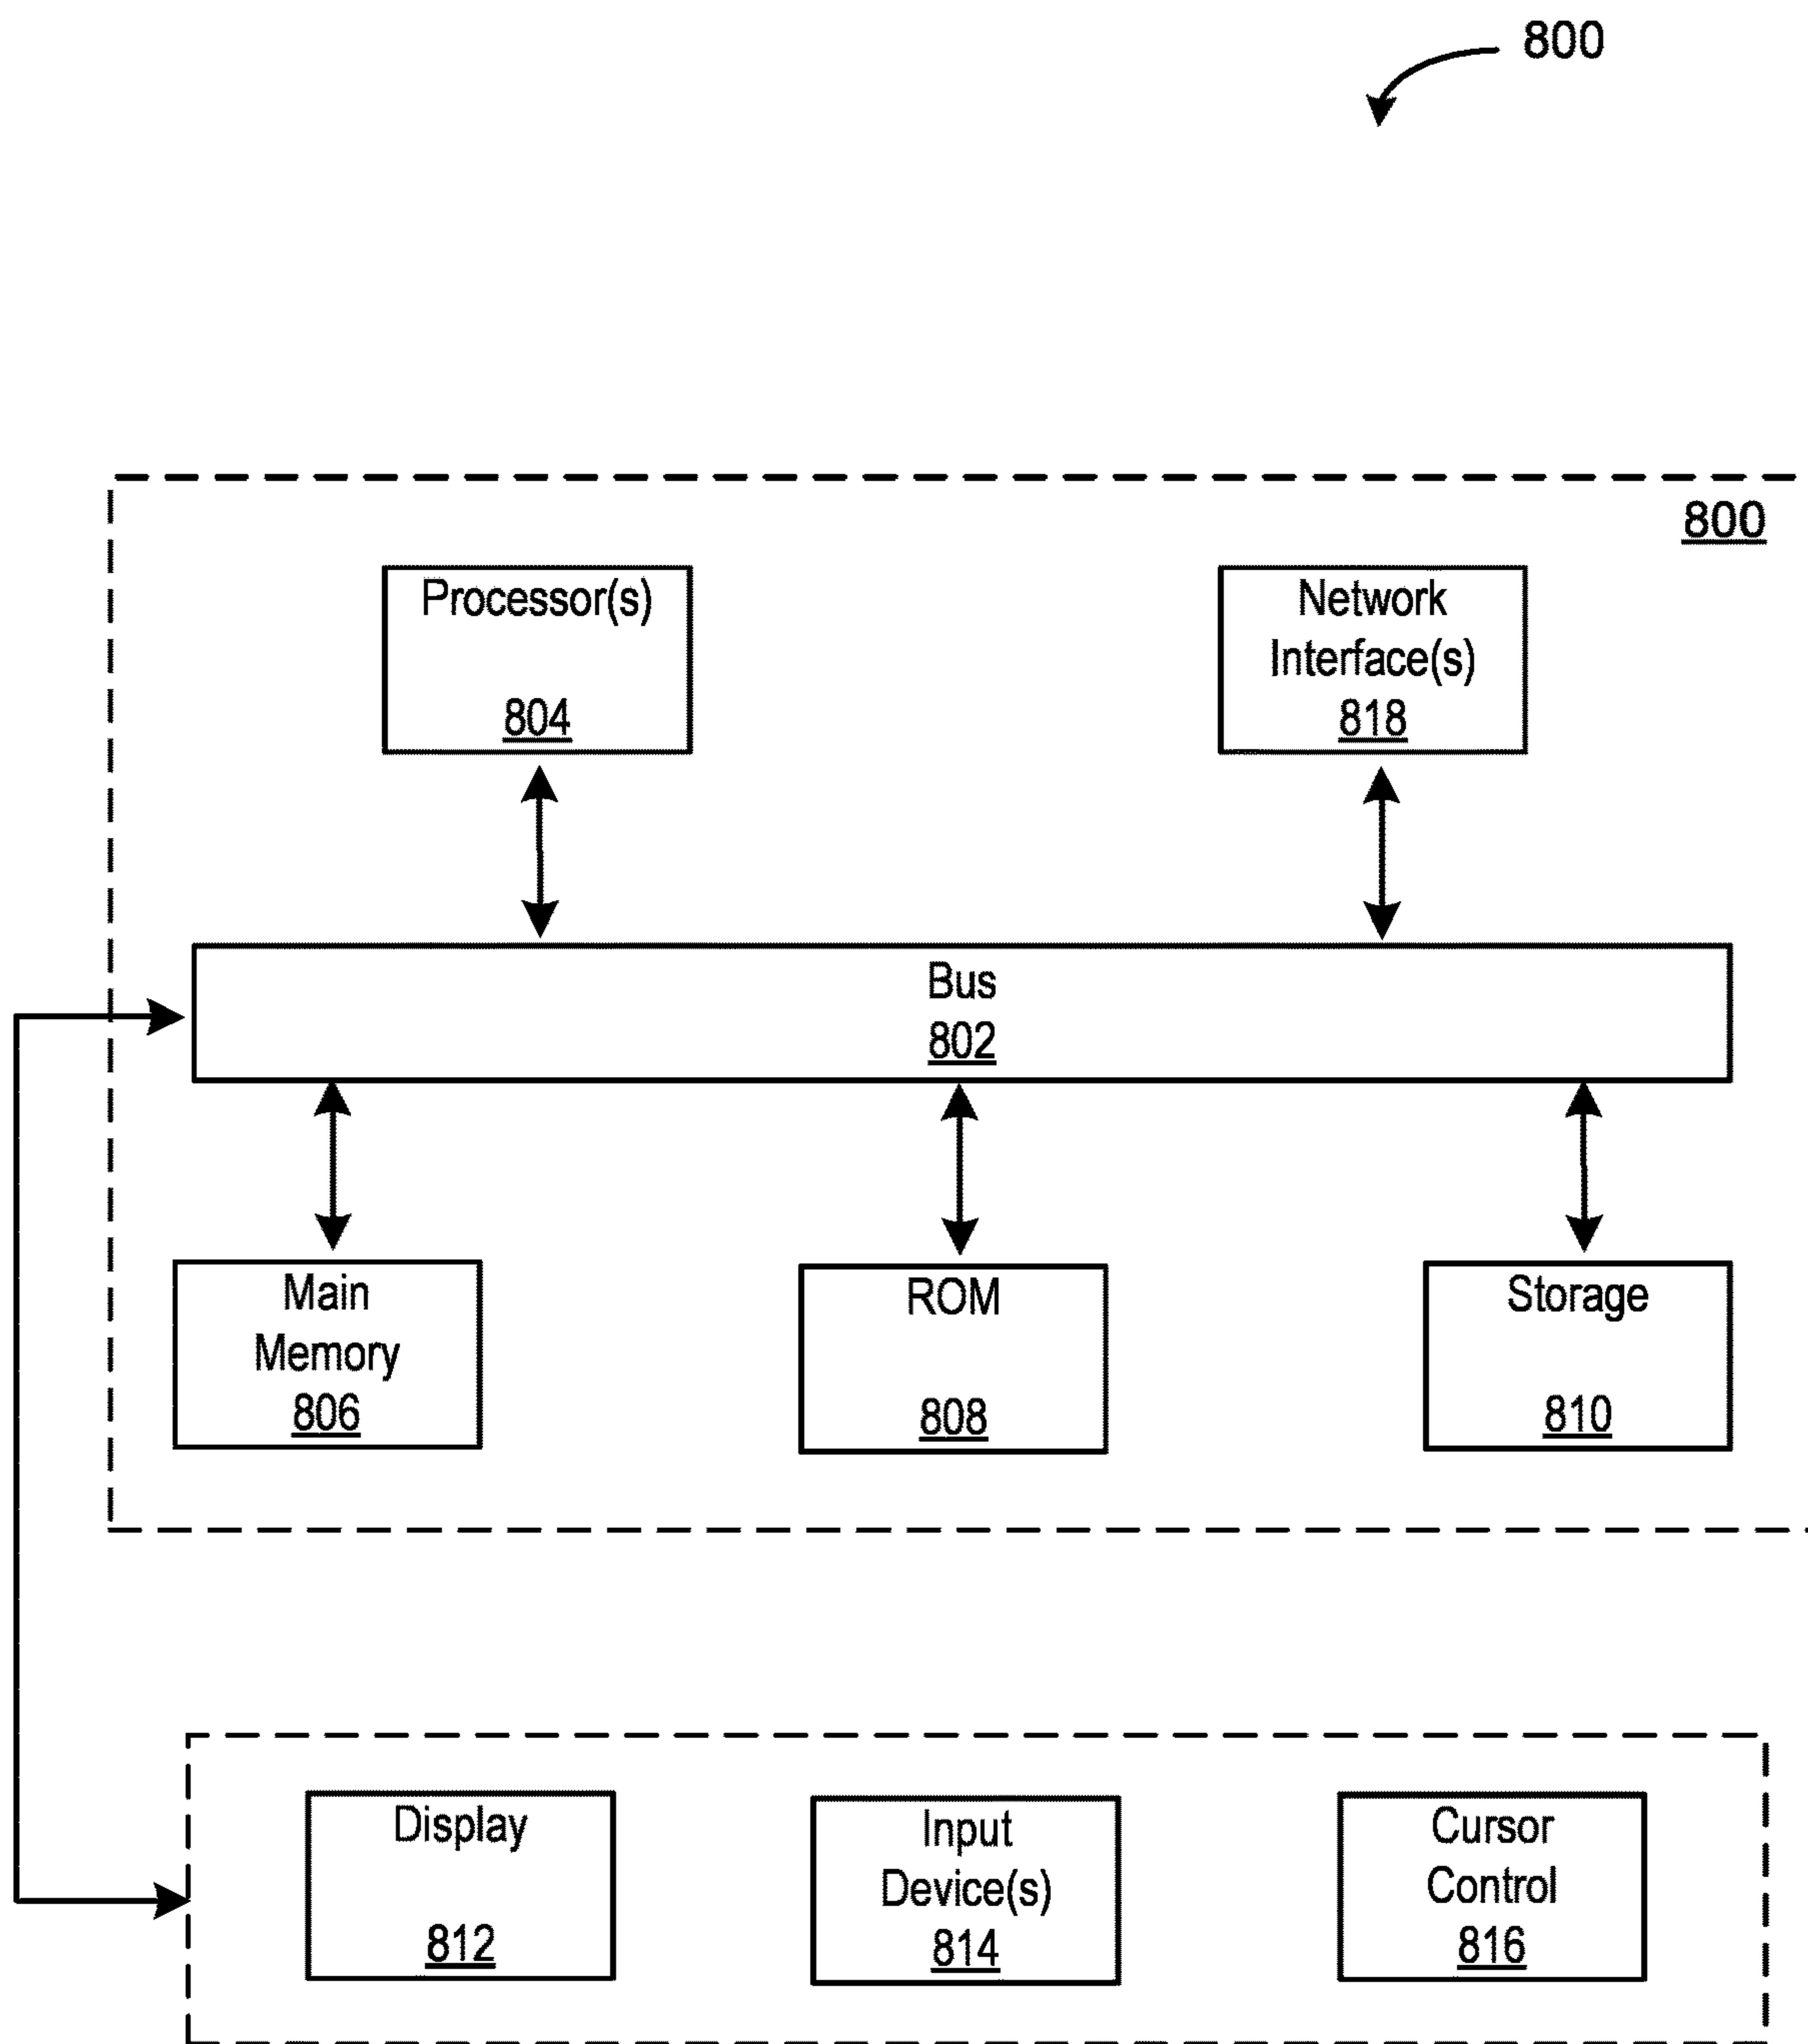 800
800
Processor(s)
804
Network
Interface(s)
818
Bus
802
Main
Memory
806
ROM
808
Storage
810
Display
812
Input
Device(s)
814
Cursor
Control
816